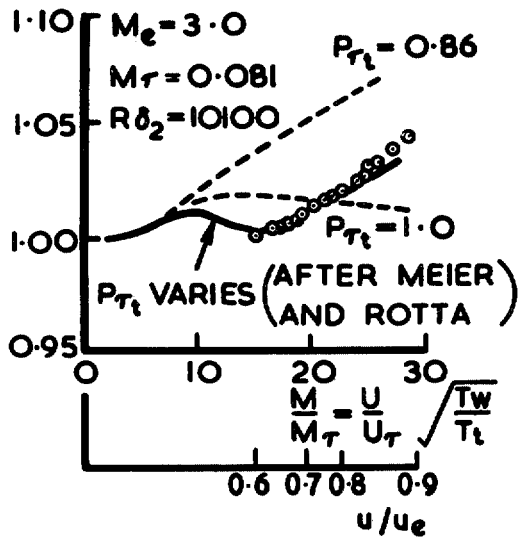 1·10
Me = 3·0
Mτ = 0·081
Rδ2 = 10100
Pτt = 0·86
1·05
1·00
Pτt = 1·0
Pτt VARIES (AFTER MEIER
AND ROTTA)
0·95
0 10 20 30
M/Mτ = U/Uτ √Tw/Tt
0·6 0·7 0·8 0·9
u/ue